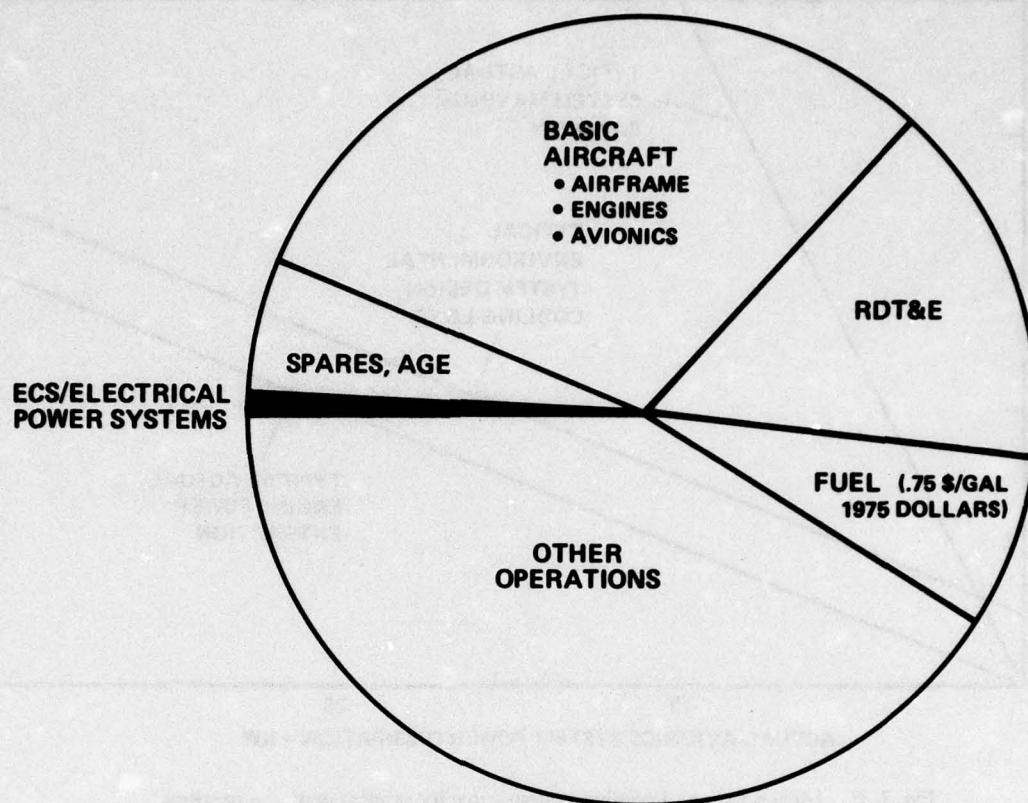 BASIC
AIRCRAFT
• AIRFRAME
• ENGINES
• AVIONICS
RDT&E
SPARES, AGE
ECS/ELECTRICAL
POWER SYSTEMS
FUEL (.75 $/GAL
1975 DOLLARS)
OTHER
OPERATIONS